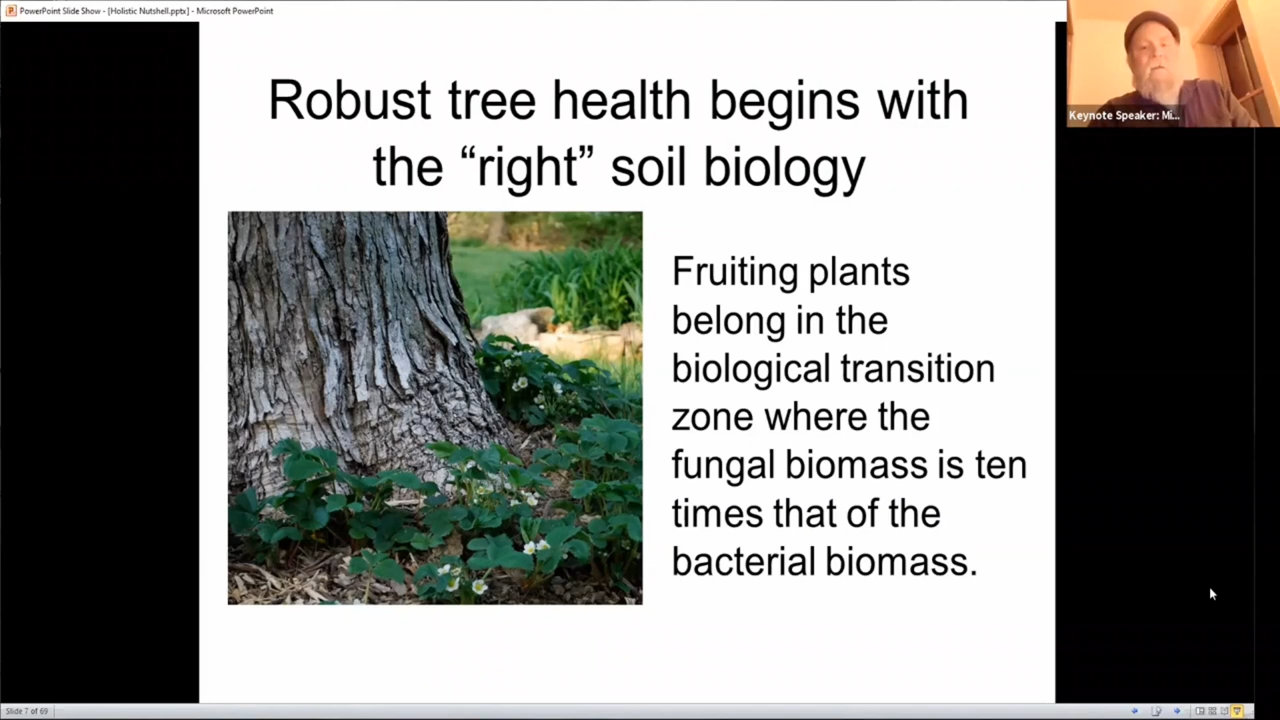 PowerPoint Slide Show - [Holistic Nutshell.pptx] - Microsoft PowerPoint
Keynote Speaker: Mi...
Robust tree health begins with
the “right” soil biology
Fruiting plants
belong in the
biological transition
zone where the
fungal biomass is ten
times that of the
bacterial biomass.
Slide 7 of 69